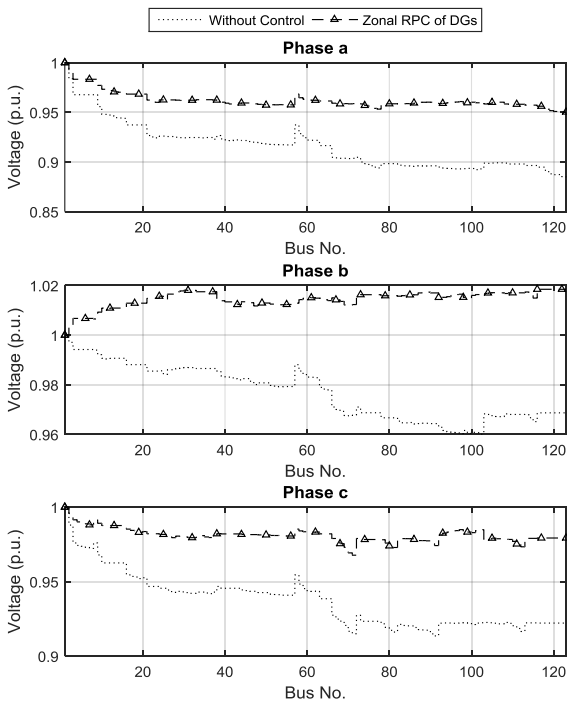 Without Control Zonal RPC of DGs
Phase a
1
0.95
0.9
0.85
Voltage (p.u.)
20 40 60 80 100 120
Bus No.
Phase b
1.02
1
0.98
0.96
Voltage (p.u.)
20 40 60 80 100 120
Bus No.
Phase c
1
0.95
0.9
Voltage (p.u.)
20 40 60 80 100 120
Bus No.